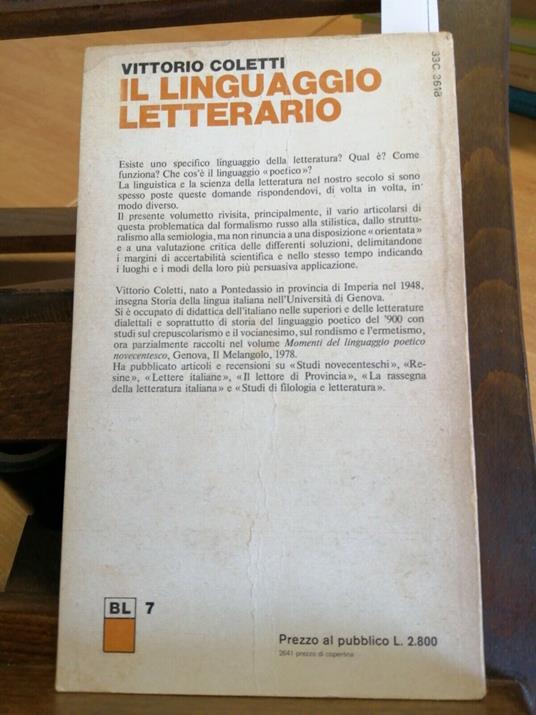 VITTORIO COLETTI
IL LINGUAGGIO
LETTERARIO
33C 2618
Esiste uno specifico linguaggio della letteratura? Qual è? Come
funziona? Che cos'è il linguaggio «poetico»?
La linguistica e la scienza della letteratura nel nostro secolo si sono
spesso poste queste domande rispondendovi, di volta in volta, in
modo diverso.
Il presente volumetto rivisita, principalmente, il vario articolarsi di
questa problematica dal formalismo russo alla stilistica, dallo struttu-
ralismo alla semiologia, ma non rinuncia a una disposizione «orientata»
e a una valutazione critica delle differenti soluzioni, delimitandone
i margini di accertabilità scientifica e nello stesso tempo indicando
i luoghi e i modi della loro più persuasiva applicazione.
Vittorio Coletti, nato a Pontedassio in provincia di Imperia nel 1948,
insegna Storia della lingua italiana nell'Università di Genova.
Si è occupato di didattica dell'italiano nelle superiori e delle letterature
dialettali e soprattutto di storia del linguaggio poetico del '900 con
studi sul crepuscolarismo e il vocianesimo, sul rondismo e l'ermetismo,
ora parzialmente raccolti nel volume Momenti del linguaggio poetico
novecentesco, Genova, Il Melangolo, 1978.
Ha pubblicato articoli e recensioni su «Studi novecenteschi», «Re-
sine», «Lettere italiane», «Il lettore di Provincia», «La rassegna
della letteratura italiana» e «Studi di filologia e letteratura».
BL 7
Prezzo al pubblico L. 2.800
2641 prezzo di copertina